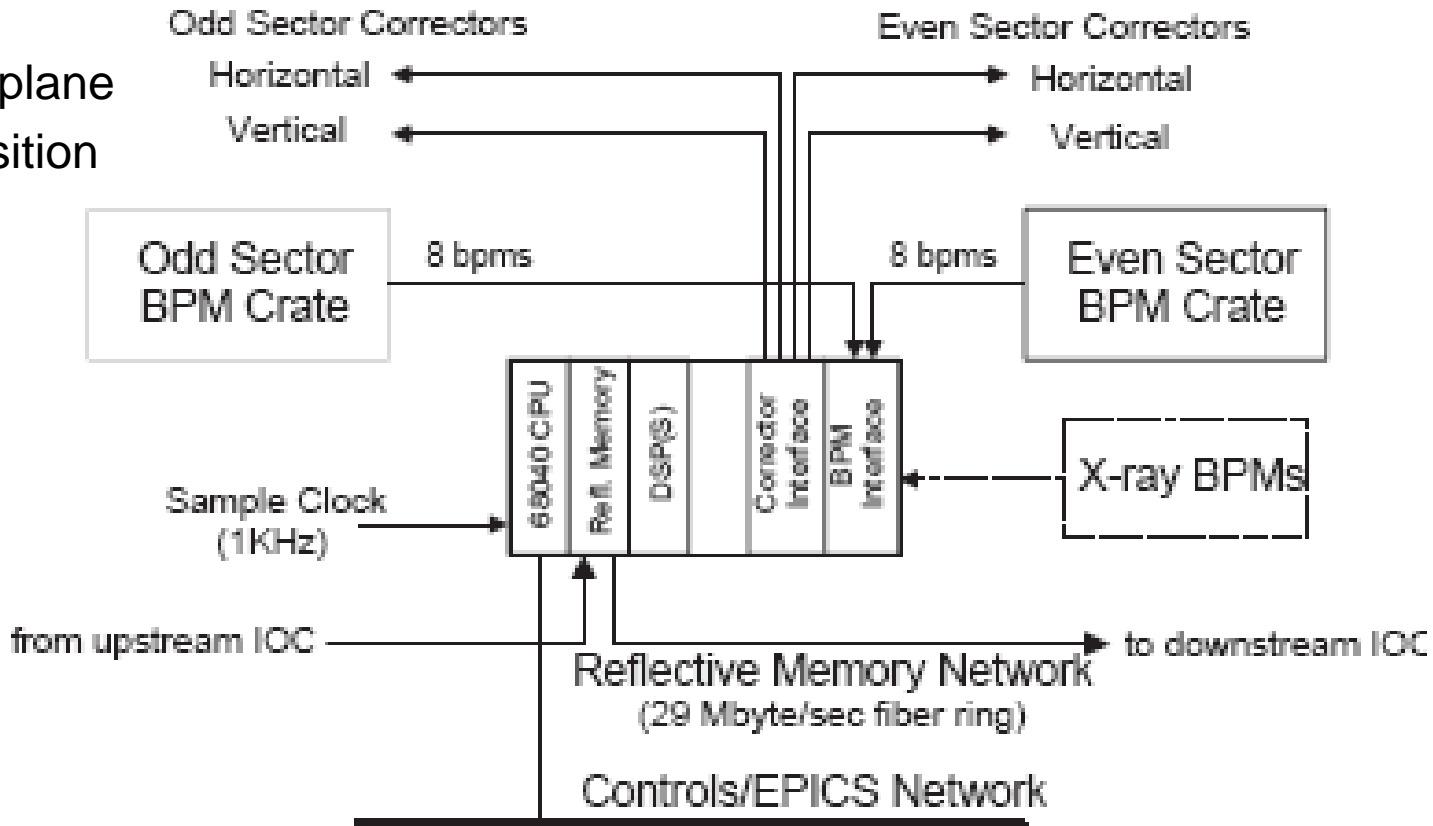 Odd Sector Correctors
Even Sector Correctors
plane
Horizontal
Horizontal
sition
Vertical
Vertical
Odd Sector
BPM Crate
8 bpms
8 bpms
Even Sector
BPM Crate
68040 CPU
Refl. Memory
DSP(S)
Corrector
Interface
BPM
Interface
X-ray BPMs
Sample Clock
(1KHz)
from upstream IOC
to downstream IOC
Reflective Memory Network
(29 Mbyte/sec fiber ring)
Controls/EPICS Network